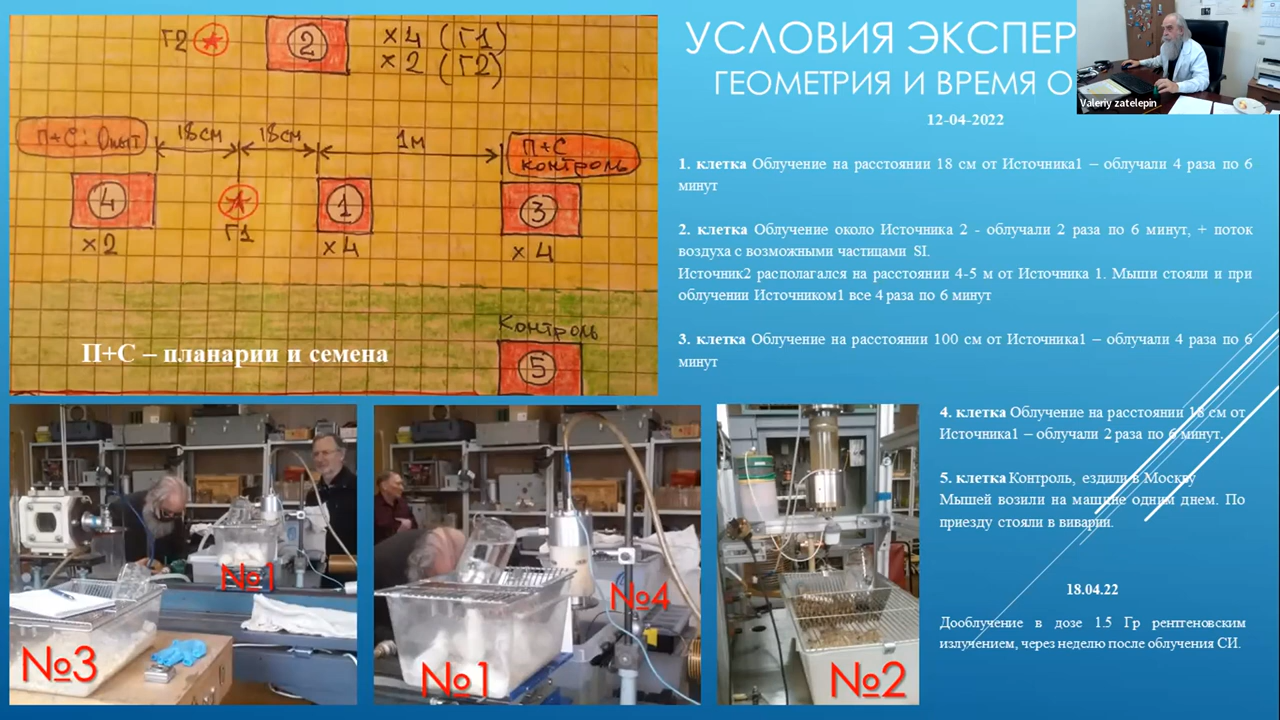 Г2
2
×4 (Г1)
×2 (Г2)
П+С: Опыт
18см
18см
1м
П+С
контроль
4
Г1
1
3
×2
×4
×4
Контроль
5
П+С – планарии и семена
№1
№3
№4
№1
№2
УСЛОВИЯ ЭКСПЕР
ГЕОМЕТРИЯ И ВРЕМЯ О
Valeriy zatelepin
12-04-2022
1. клетка Облучение на расстоянии 18 см от Источника1 – облучали 4 раза по 6
минут
2. клетка Облучение около Источника 2 - облучали 2 раза по 6 минут, + поток
воздуха с возможными частицами SI.
Источник2 располагался на расстоянии 4-5 м от Источника 1. Мыши стояли и при
облучении Источником1 все 4 раза по 6 минут
3. клетка Облучение на расстоянии 100 см от Источника1 – облучали 4 раза по 6
минут
4. клетка Облучение на расстоянии 18 см от
Источника1 – облучали 2 раза по 6 минут.
5. клетка Контроль, ездили в Москву
Мышей возили на машине одним днем. По
приезду стояли в виварии.
18.04.22
Дооблучение в дозе 1.5 Гр рентгеновским
излучением, через неделю после облучения СИ.